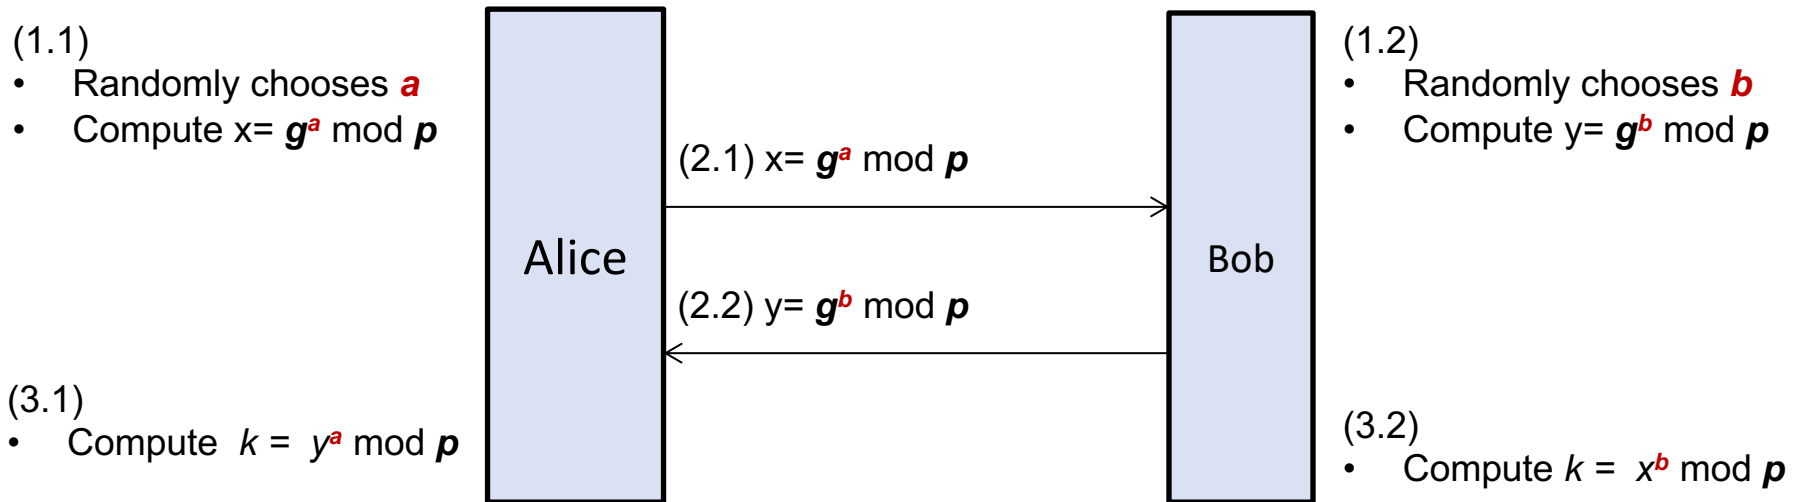 (1.1)
• Randomly chooses a
• Compute x= gᵃ mod p
(2.1) x= gᵃ mod p
Alice
(2.2) y= gᵇ mod p
(3.1)
• Compute k = yᵃ mod p
(1.2)
• Randomly chooses b
• Compute y= gᵇ mod p
Bob
(3.2)
• Compute k = xᵇ mod p